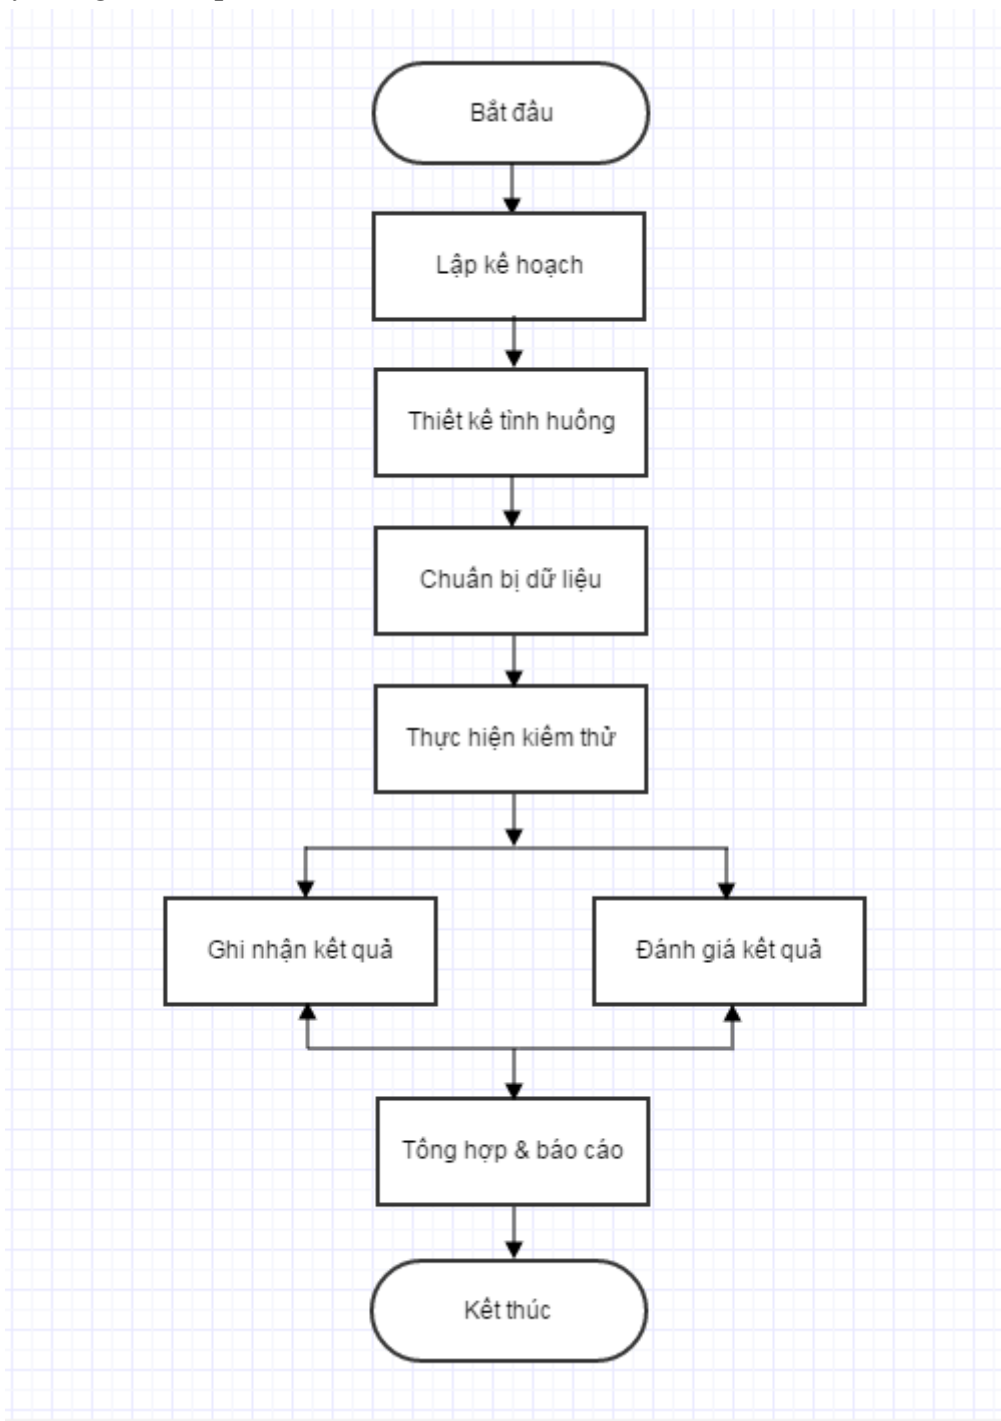 Bắt đầu
Lập kế hoạch
Thiết kế tình huống
Chuẩn bị dữ liệu
Thực hiện kiểm thử
Ghi nhận kết quả
Đánh giá kết quả
Tổng hợp & báo cáo
Kết thúc